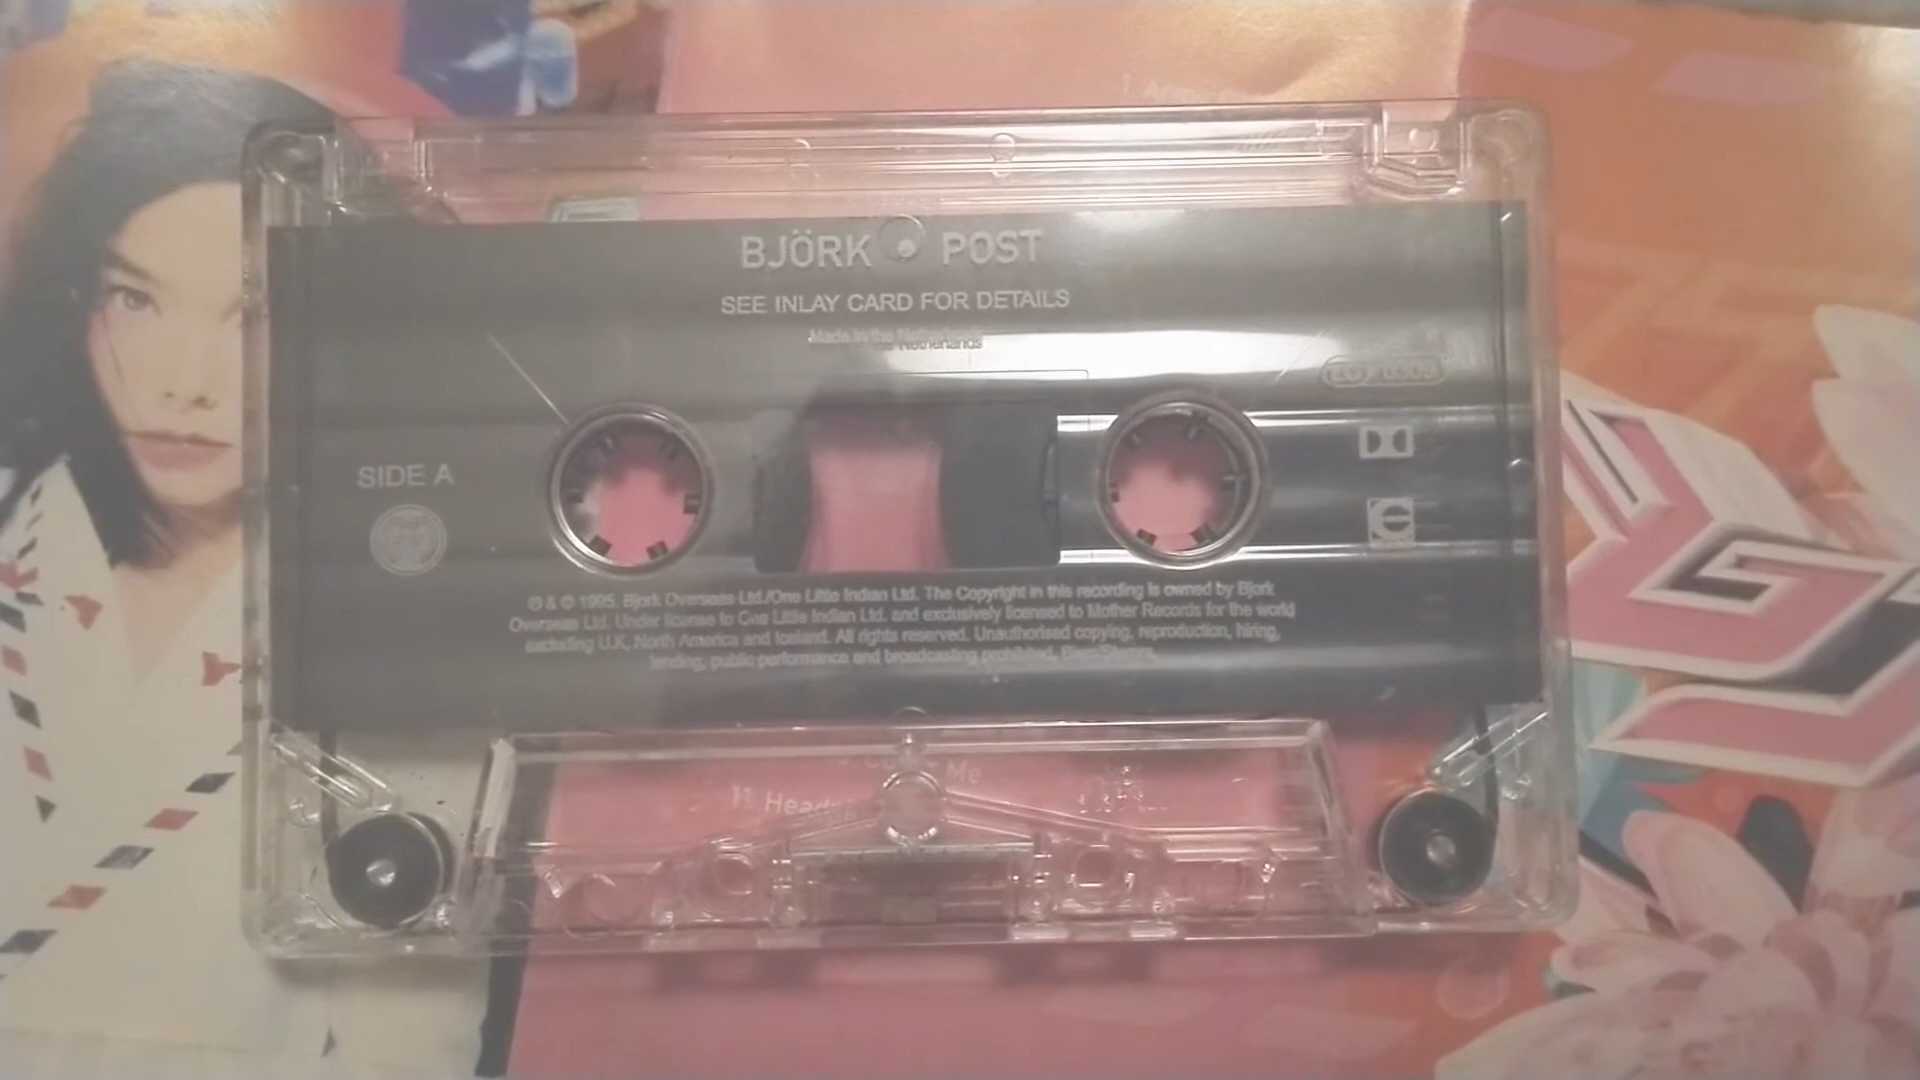 BJÖRK POST
SEE INLAY CARD FOR DETAILS
Made in the Netherlands
SIDE A
℗ & © 1995, Bjork Overseas Ltd./One Little Indian Ltd. The Copyright in this recording is owned by Bjork
Overseas Ltd. Under license to One Little Indian Ltd. and exclusively licensed to Mother Records for the world
excluding U.K, North America and Iceland. All rights reserved. Unauthorised copying, reproduction, hiring,
lending, public performance and broadcasting prohibited.
Me
11 Head